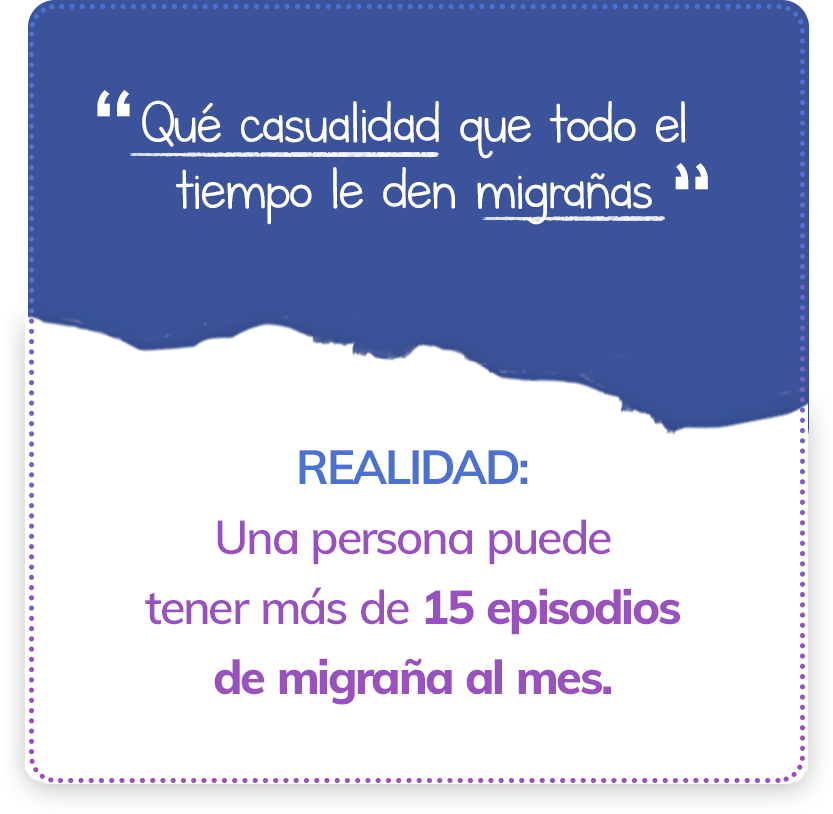 “Qué casualidad que todo el
tiempo le den migrañas”
REALIDAD:
Una persona puede
tener más de 15 episodios
de migraña al mes.